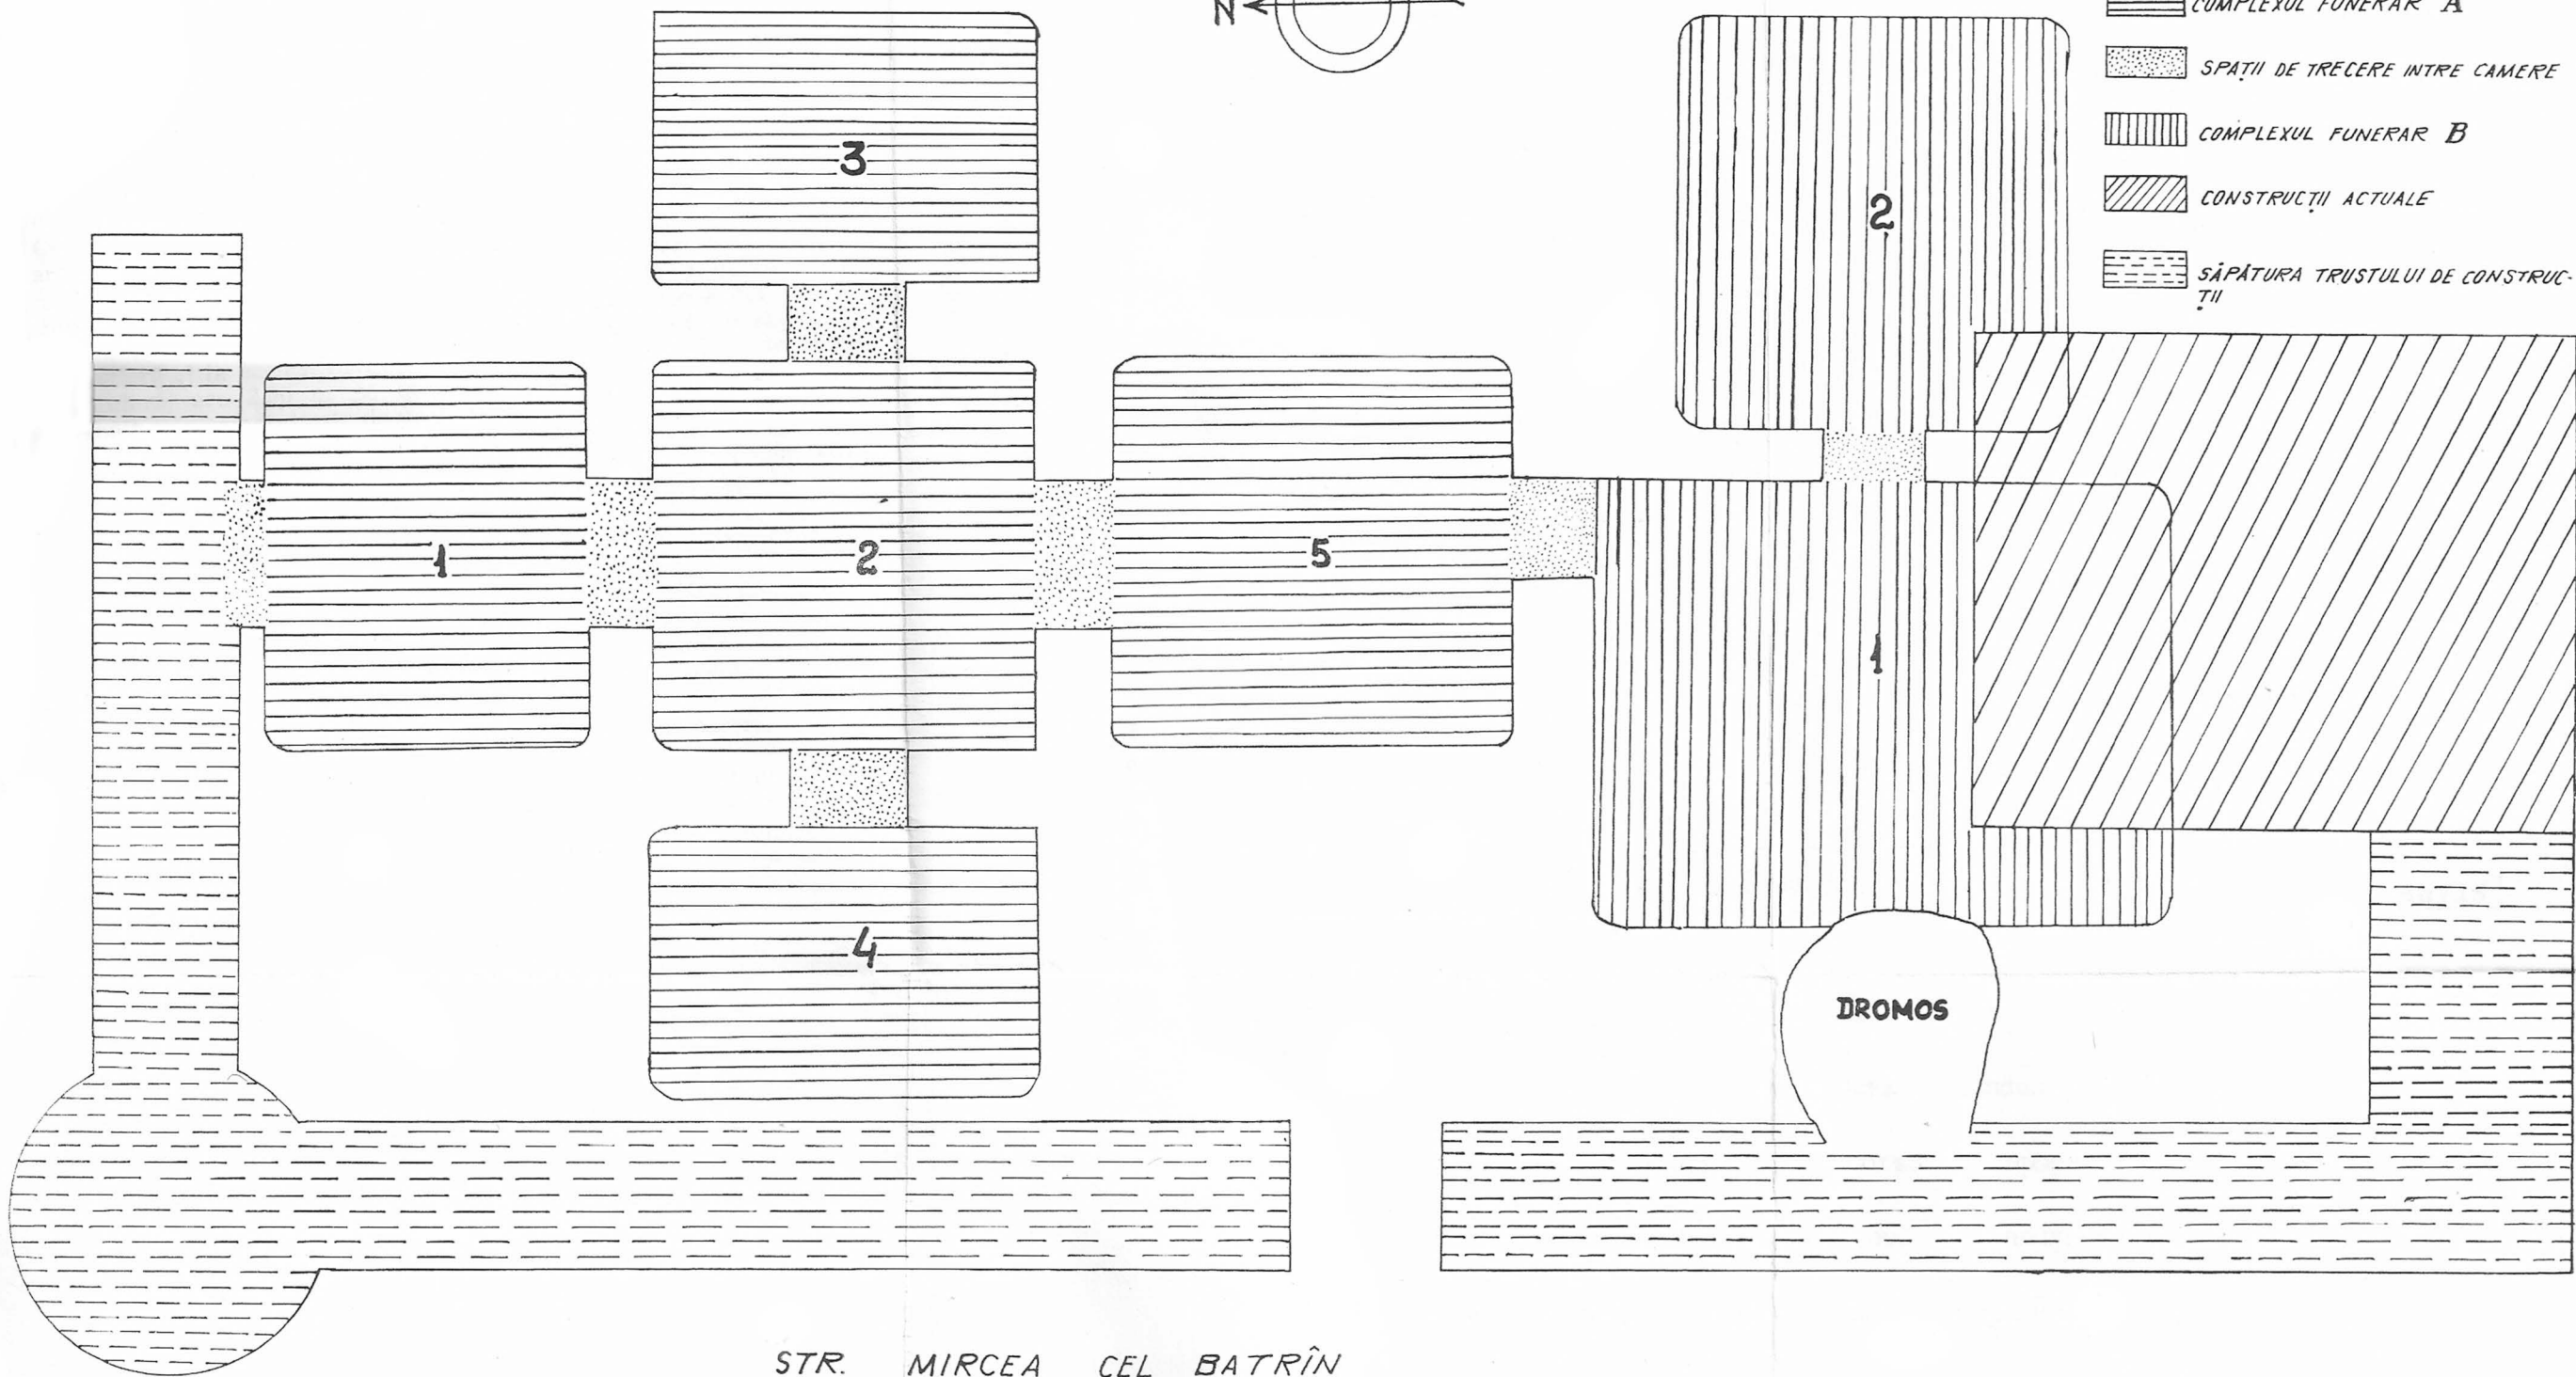 N
COMPLEXUL FUNERAR A
SPAȚII DE TRECERE INTRE CAMERE
COMPLEXUL FUNERAR B
CONSTRUCȚII ACTUALE
SĂPĂTURA TRUSTULUI DE CONSTRUC-
ȚII
3
2
1
2
5
1
4
DROMOS
STR. MIRCEA CEL BATRÎN